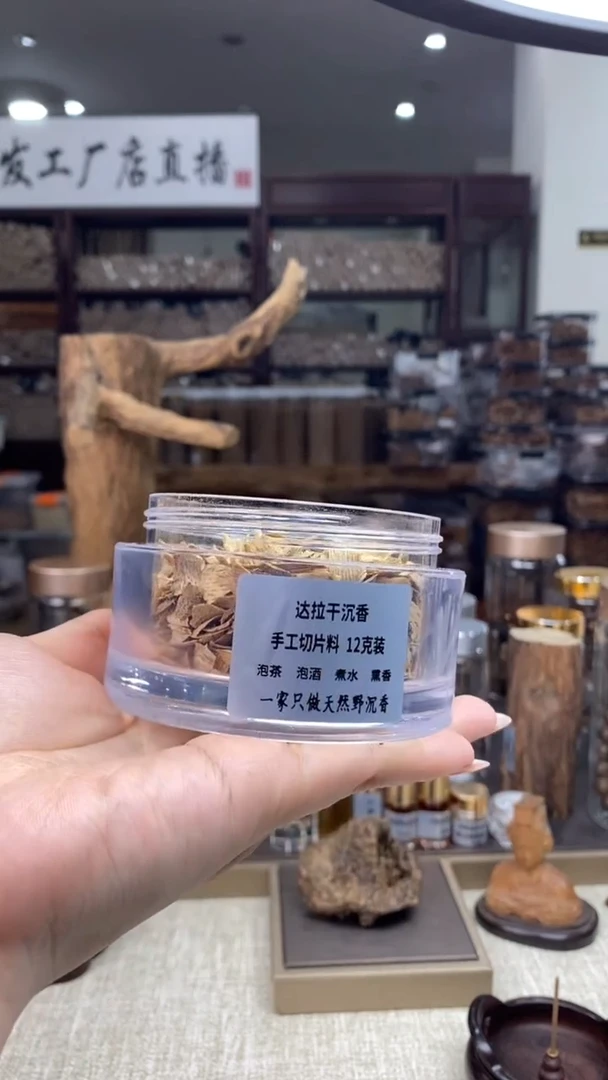 发工厂店直播
达拉干沉香
手工切片料 12克装
泡茶 泡酒 煮水 熏香
一家只做天然野沉香